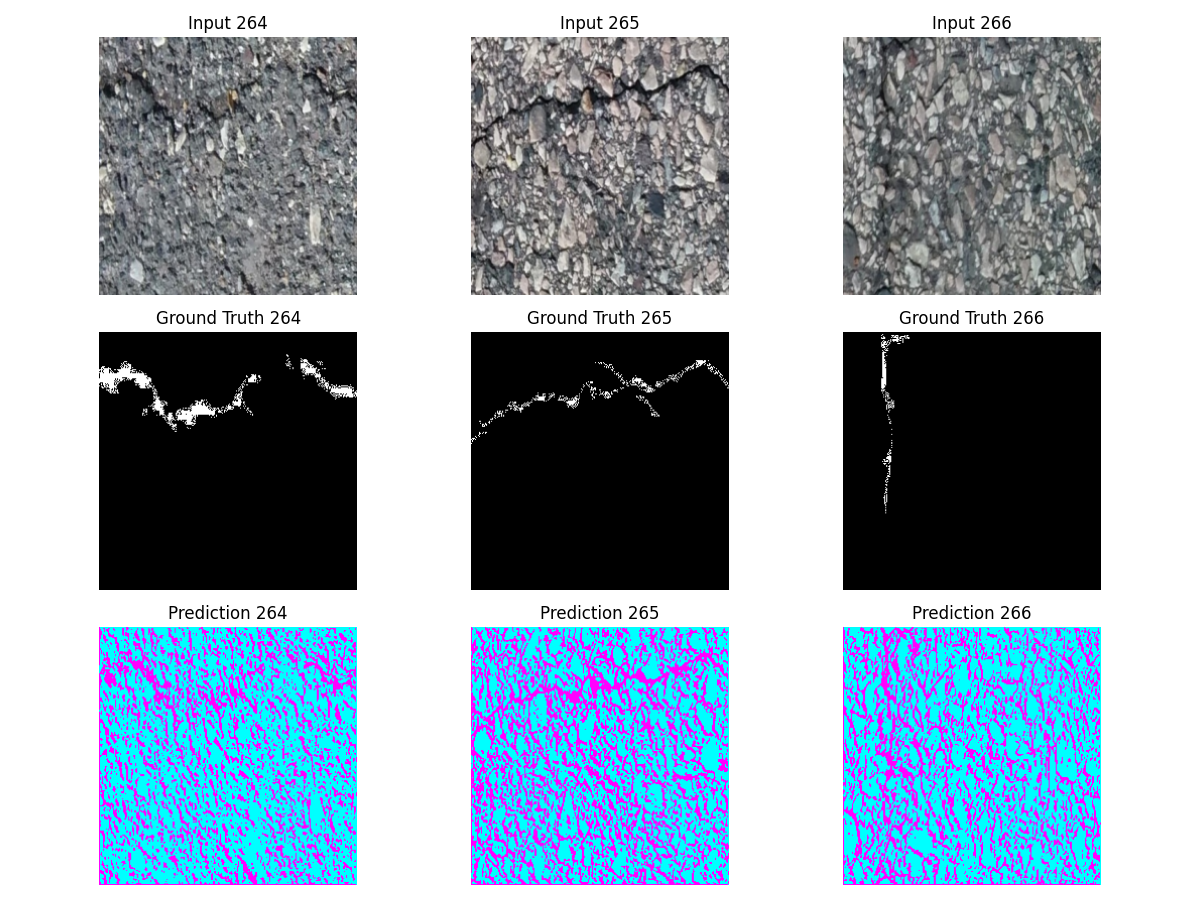 Input 264
Input 265
Input 266
Ground Truth 264
Ground Truth 265
Ground Truth 266
Prediction 264
Prediction 265
Prediction 266